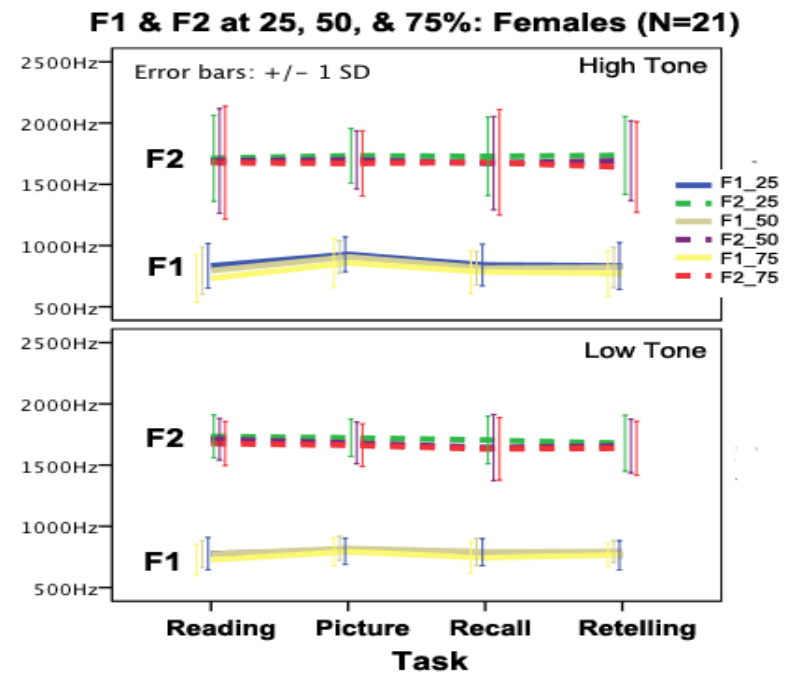 F1 & F2 at 25, 50, & 75%: Females (N=21)
2500Hz
Error bars: +/- 1 SD
High Tone
2000Hz
F2
1500Hz
1000Hz
F1
500Hz
F1_25
F2_25
F1_50
F2_50
F1_75
F2_75
2500Hz
Low Tone
2000Hz
F2
1500Hz
1000Hz
F1
500Hz
Reading Picture Recall Retelling
Task